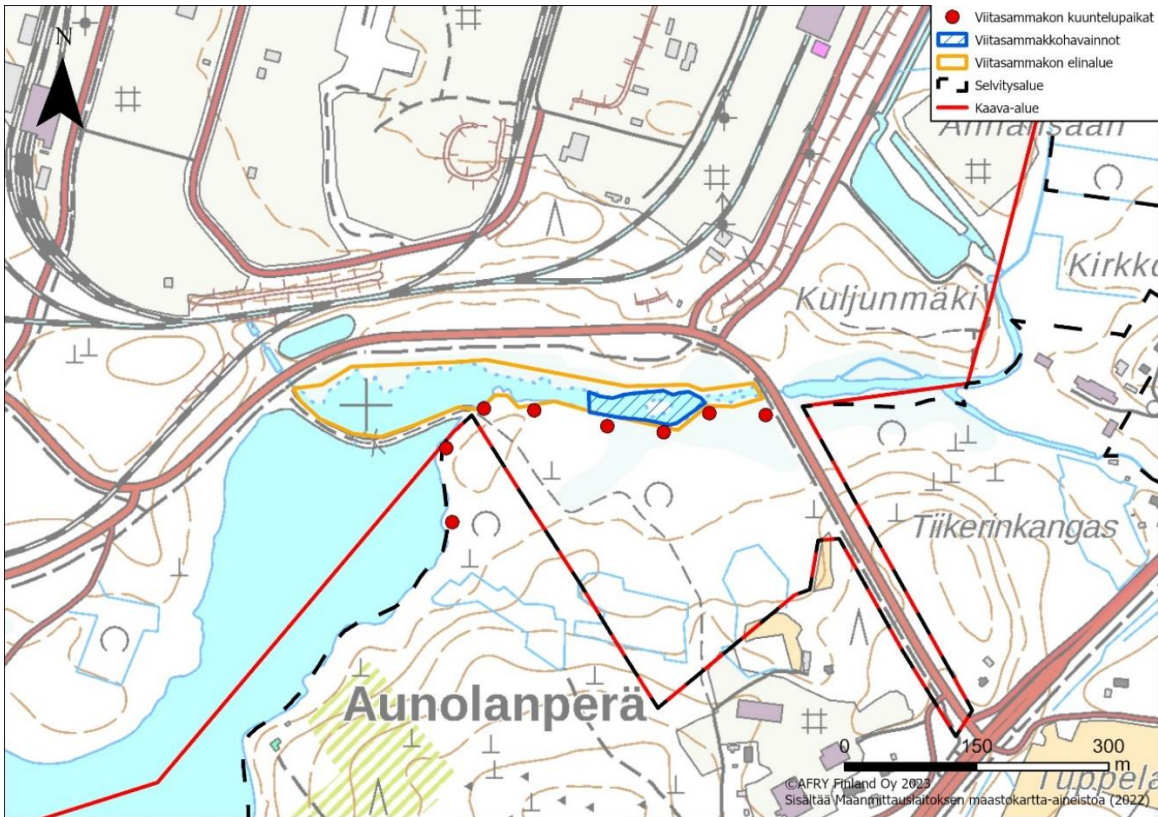 N
Viitasammakon kuuntelupaikat
Viitasammakkohavainnot
Viitasammakon elinalue
Selvitysalue
Kaava-alue
Kuljunmäki
Tiikerinkangas
Aunolanperä
0 150 300
m
©AFRY Finland Oy 2023
Sisältää Maanmittauslaitoksen maastokartta-aineistoa (2022)